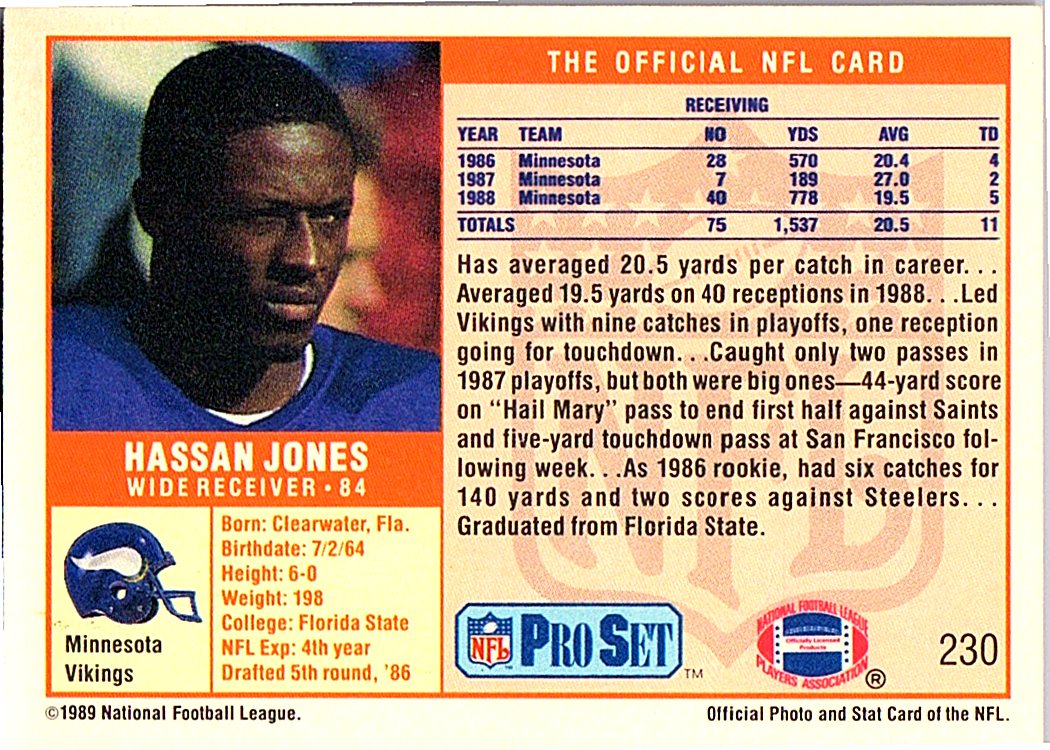 THE OFFICIAL NFL CARD
RECEIVING
YEAR TEAM NO YDS AVG TD
1986 Minnesota 28 570 20.4 4
1987 Minnesota 7 189 27.0 2
1988 Minnesota 40 778 19.5 5
TOTALS 75 1,537 20.5 11
Has averaged 20.5 yards per catch in career. . .
Averaged 19.5 yards on 40 receptions in 1988. . .Led
Vikings with nine catches in playoffs, one reception
going for touchdown. . .Caught only two passes in
1987 playoffs, but both were big ones—44-yard score
on “Hail Mary” pass to end first half against Saints
and five-yard touchdown pass at San Francisco fol-
lowing week. . .As 1986 rookie, had six catches for
140 yards and two scores against Steelers. . .
Graduated from Florida State.
HASSAN JONES
WIDE RECEIVER • 84
Minnesota
Vikings
Born: Clearwater, Fla.
Birthdate: 7/2/64
Height: 6-0
Weight: 198
College: Florida State
NFL Exp: 4th year
Drafted 5th round, ’86
NFL PRO SET TM
NATIONAL FOOTBALL LEAGUE
Officially Licensed
Products
PLAYERS ASSOCIATION ®
230
©1989 National Football League.
Official Photo and Stat Card of the NFL.
NFL